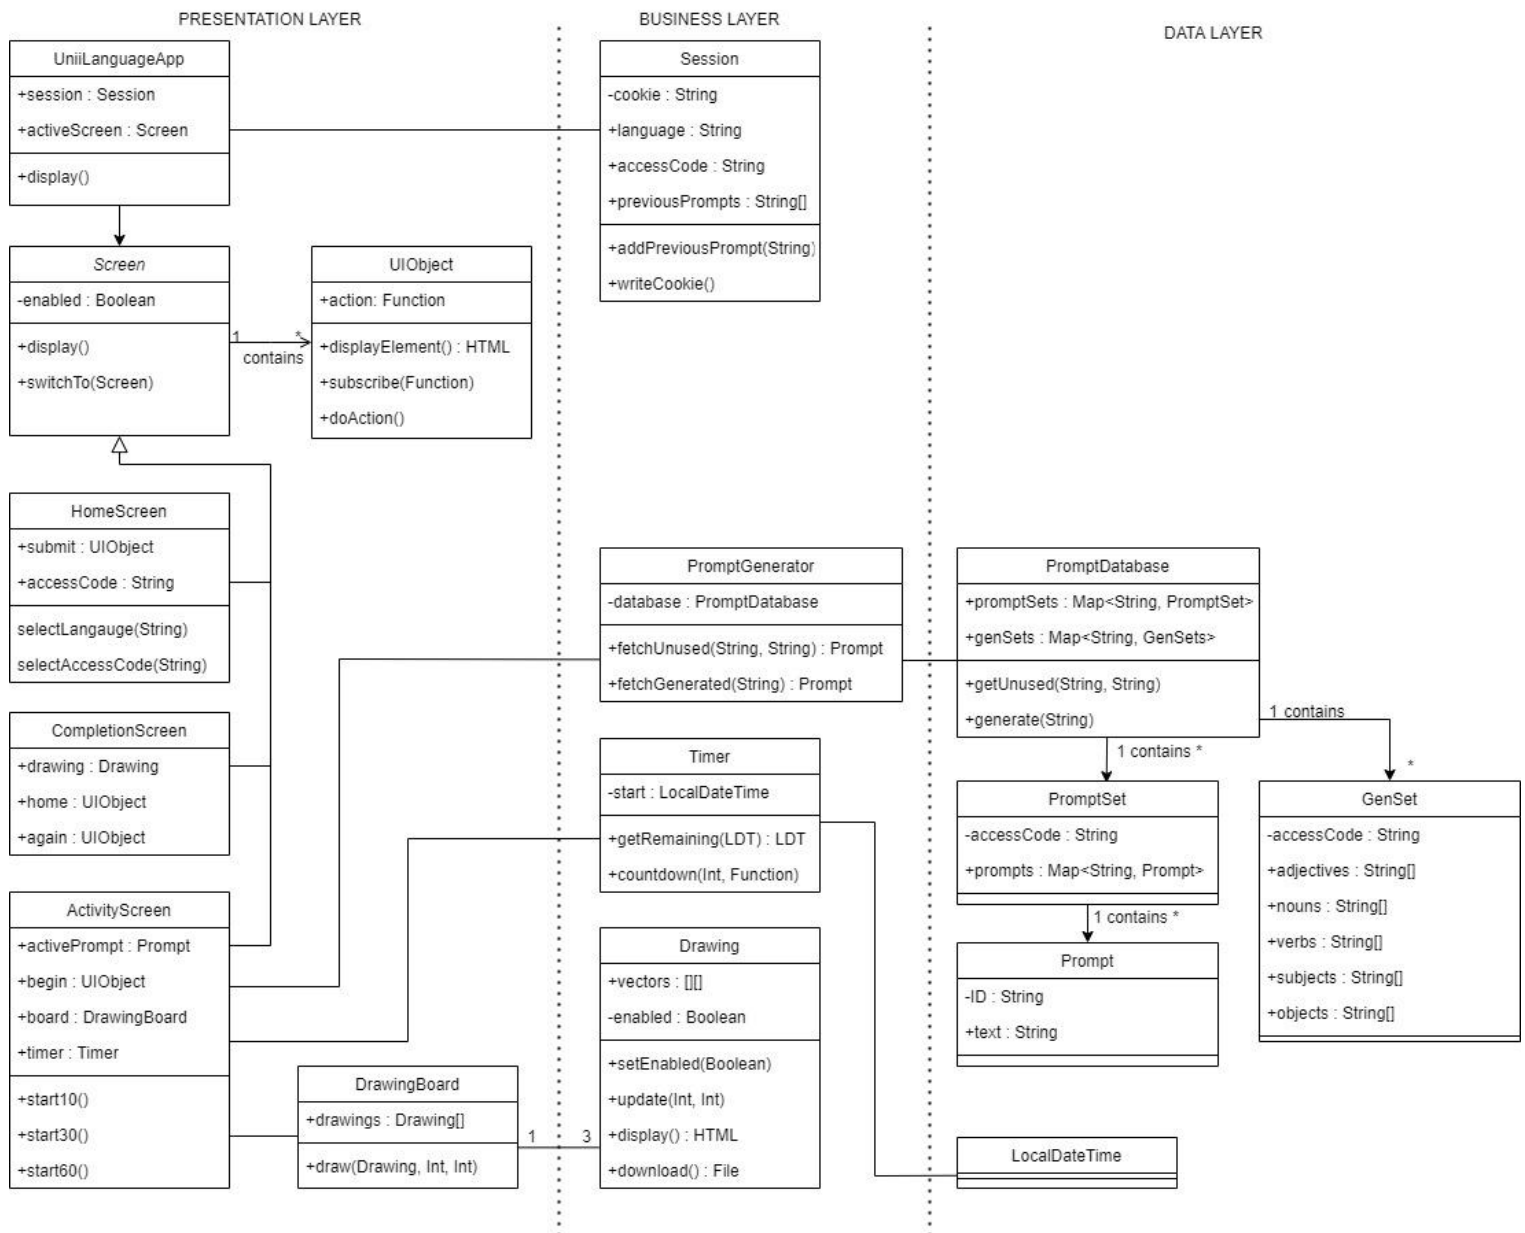 PRESENTATION LAYER
BUSINESS LAYER
DATA LAYER
UniiLanguageApp
+session : Session
+activeScreen : Screen
+display()
Session
-cookie : String
+language : String
+accessCode : String
+previousPrompts : String[]
+addPreviousPrompt(String)
+writeCookie()
Screen
-enabled : Boolean
+display()
+switchTo(Screen)
1
*
contains
UIObject
+action: Function
+displayElement() : HTML
+subscribe(Function)
+doAction()
HomeScreen
+submit : UIObject
+accessCode : String
selectLangauge(String)
selectAccessCode(String)
CompletionScreen
+drawing : Drawing
+home : UIObject
+again : UIObject
ActivityScreen
+activePrompt : Prompt
+begin : UIObject
+board : DrawingBoard
+timer : Timer
+start10()
+start30()
+start60()
DrawingBoard
+drawings : Drawing[]
+draw(Drawing, Int, Int)
1
3
PromptGenerator
-database : PromptDatabase
+fetchUnused(String, String) : Prompt
+fetchGenerated(String) : Prompt
Timer
-start : LocalDateTime
+getRemaining(LDT) : LDT
+countdown(Int, Function)
Drawing
+vectors : [][]
-enabled : Boolean
+setEnabled(Boolean)
+update(Int, Int)
+display() : HTML
+download() : File
PromptDatabase
+promptSets : Map<String, PromptSet>
+genSets : Map<String, GenSets>
+getUnused(String, String)
+generate(String)
1 contains
*
1 contains *
PromptSet
-accessCode : String
+prompts : Map<String, Prompt>
1 contains *
Prompt
-ID : String
+text : String
GenSet
-accessCode : String
+adjectives : String[]
+nouns : String[]
+verbs : String[]
+subjects : String[]
+objects : String[]
LocalDateTime